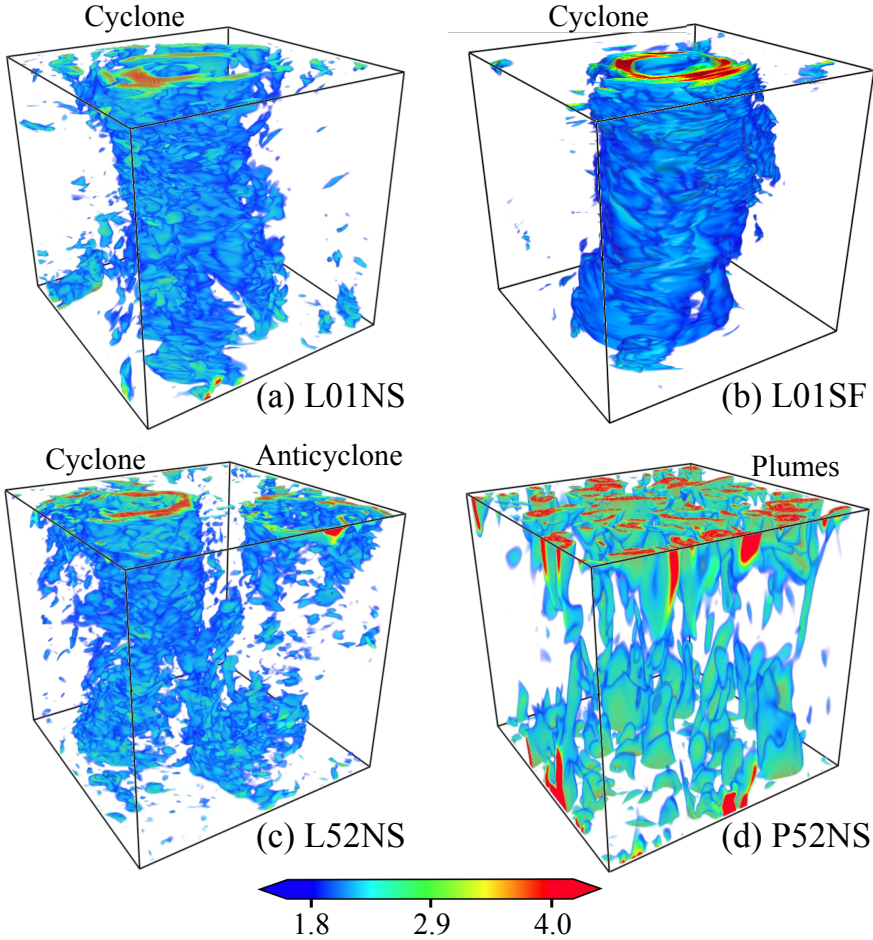 Cyclone
Cyclone
(a) L01NS
(b) L01SF
Cyclone
Anticyclone
Plumes
(c) L52NS
(d) P52NS
1.8 2.9 4.0